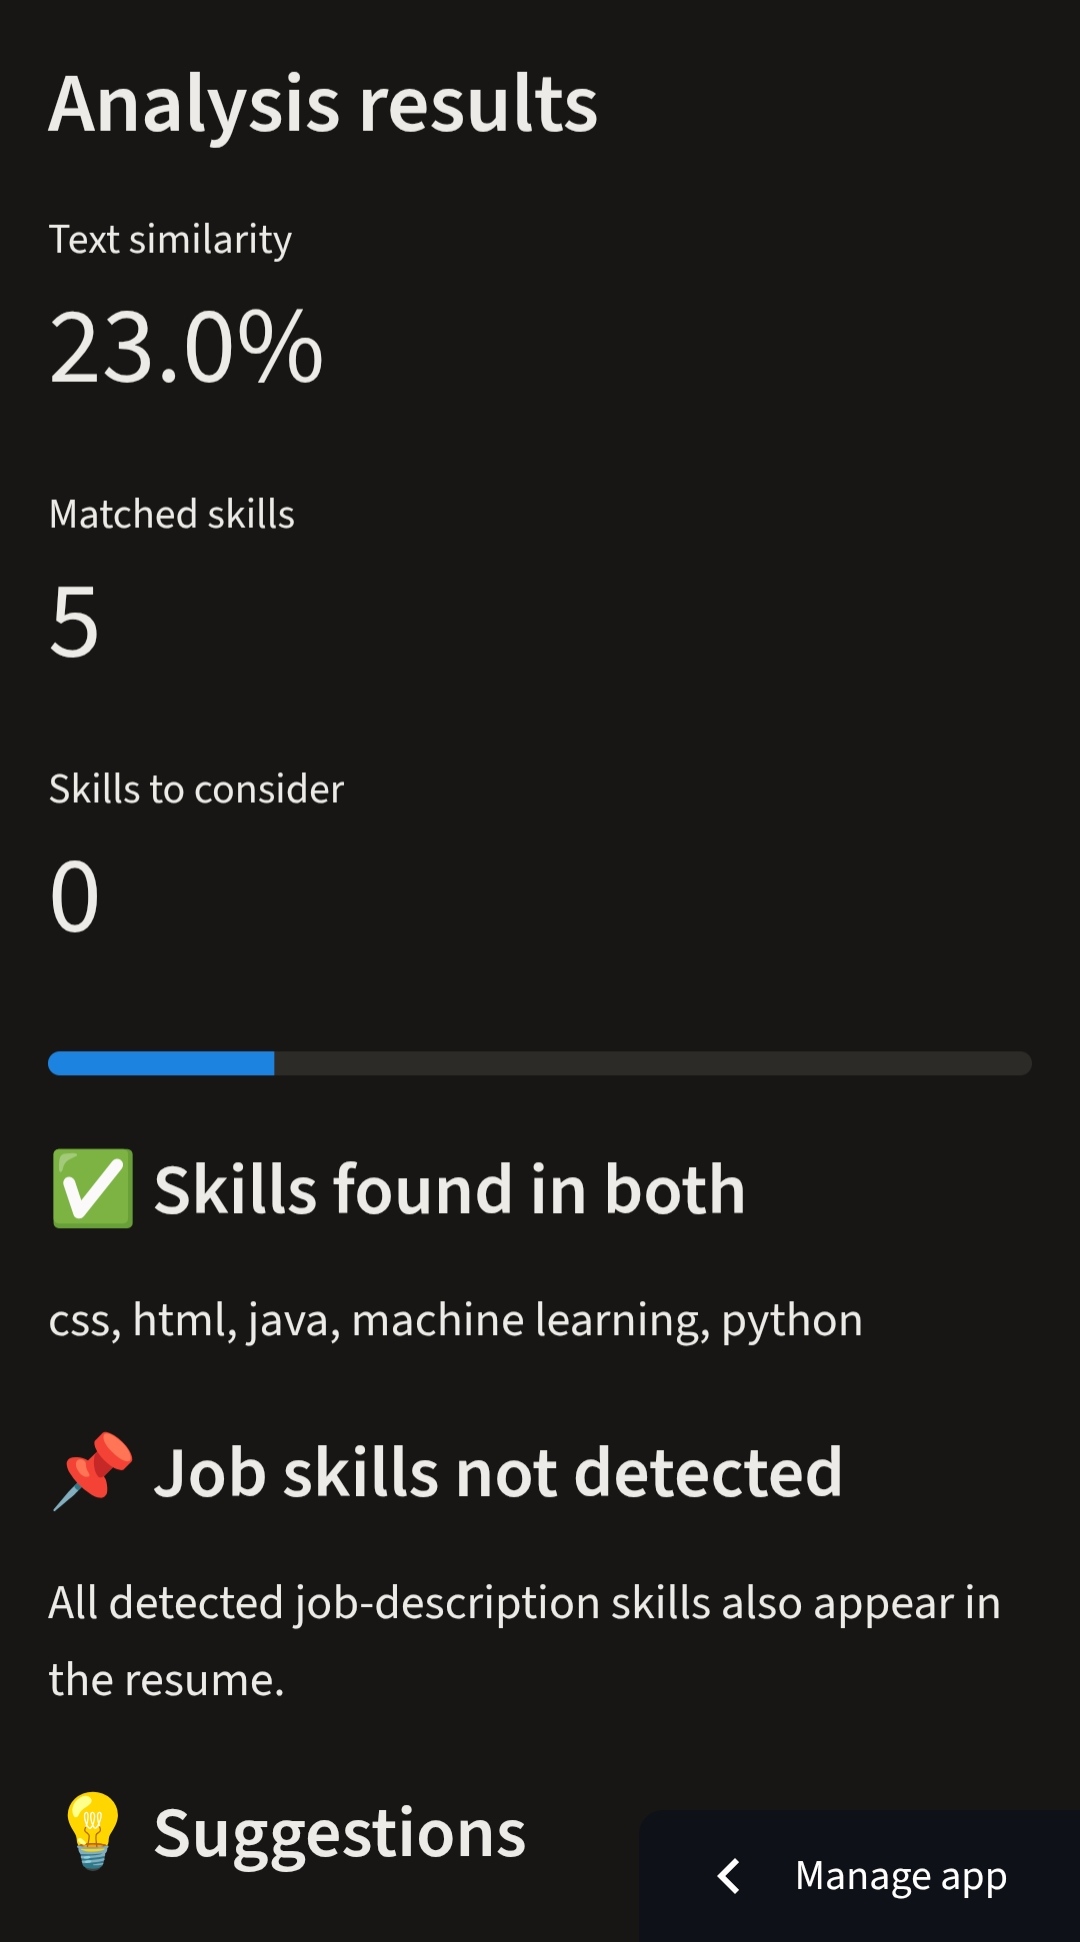 Analysis results
Text similarity
23.0%
Matched skills
5
Skills to consider
0
✅ Skills found in both
css, html, java, machine learning, python
📌 Job skills not detected
All detected job-description skills also appear in
the resume.
💡 Suggestions
Manage app